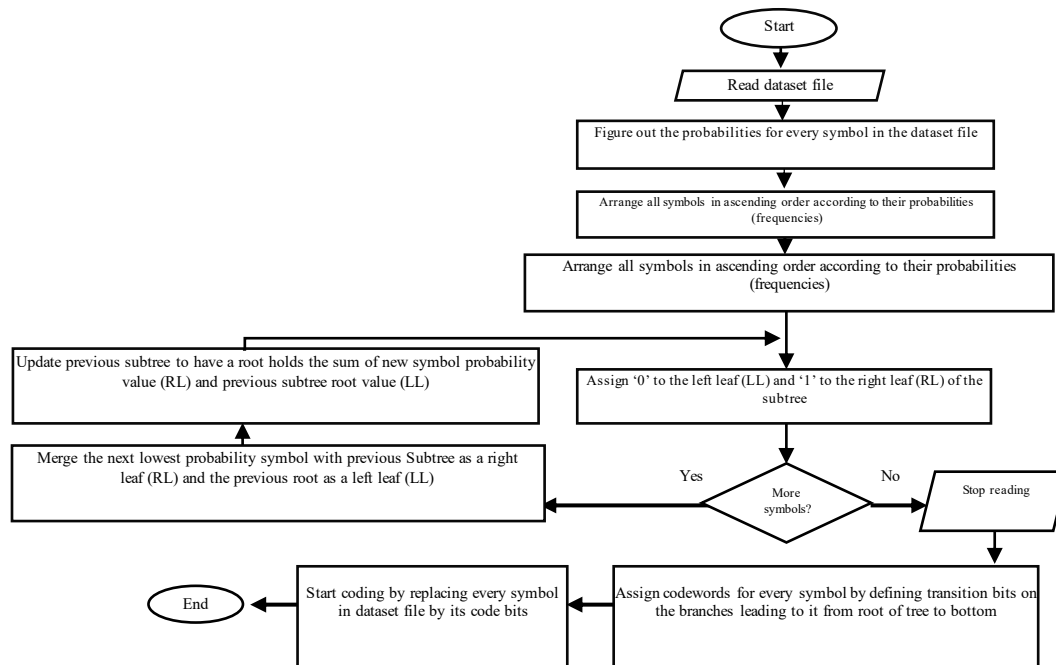 Start
Read dataset file
Figure out the probabilities for every symbol in the dataset file
Arrange all symbols in ascending order according to their probabilities
(frequencies)
Arrange all symbols in ascending order according to their probabilities
(frequencies)
Update previous subtree to have a root holds the sum of new symbol probability
value (RL) and previous subtree root value (LL)
Assign ‘0’ to the left leaf (LL) and ‘1’ to the right leaf (RL) of the
subtree
Merge the next lowest probability symbol with previous Subtree as a right
leaf (RL) and the previous root as a left leaf (LL)
Yes
More
symbols?
No
Stop reading
Assign codewords for every symbol by defining transition bits on
the branches leading to it from root of tree to bottom
Start coding by replacing every symbol
in dataset file by its code bits
End